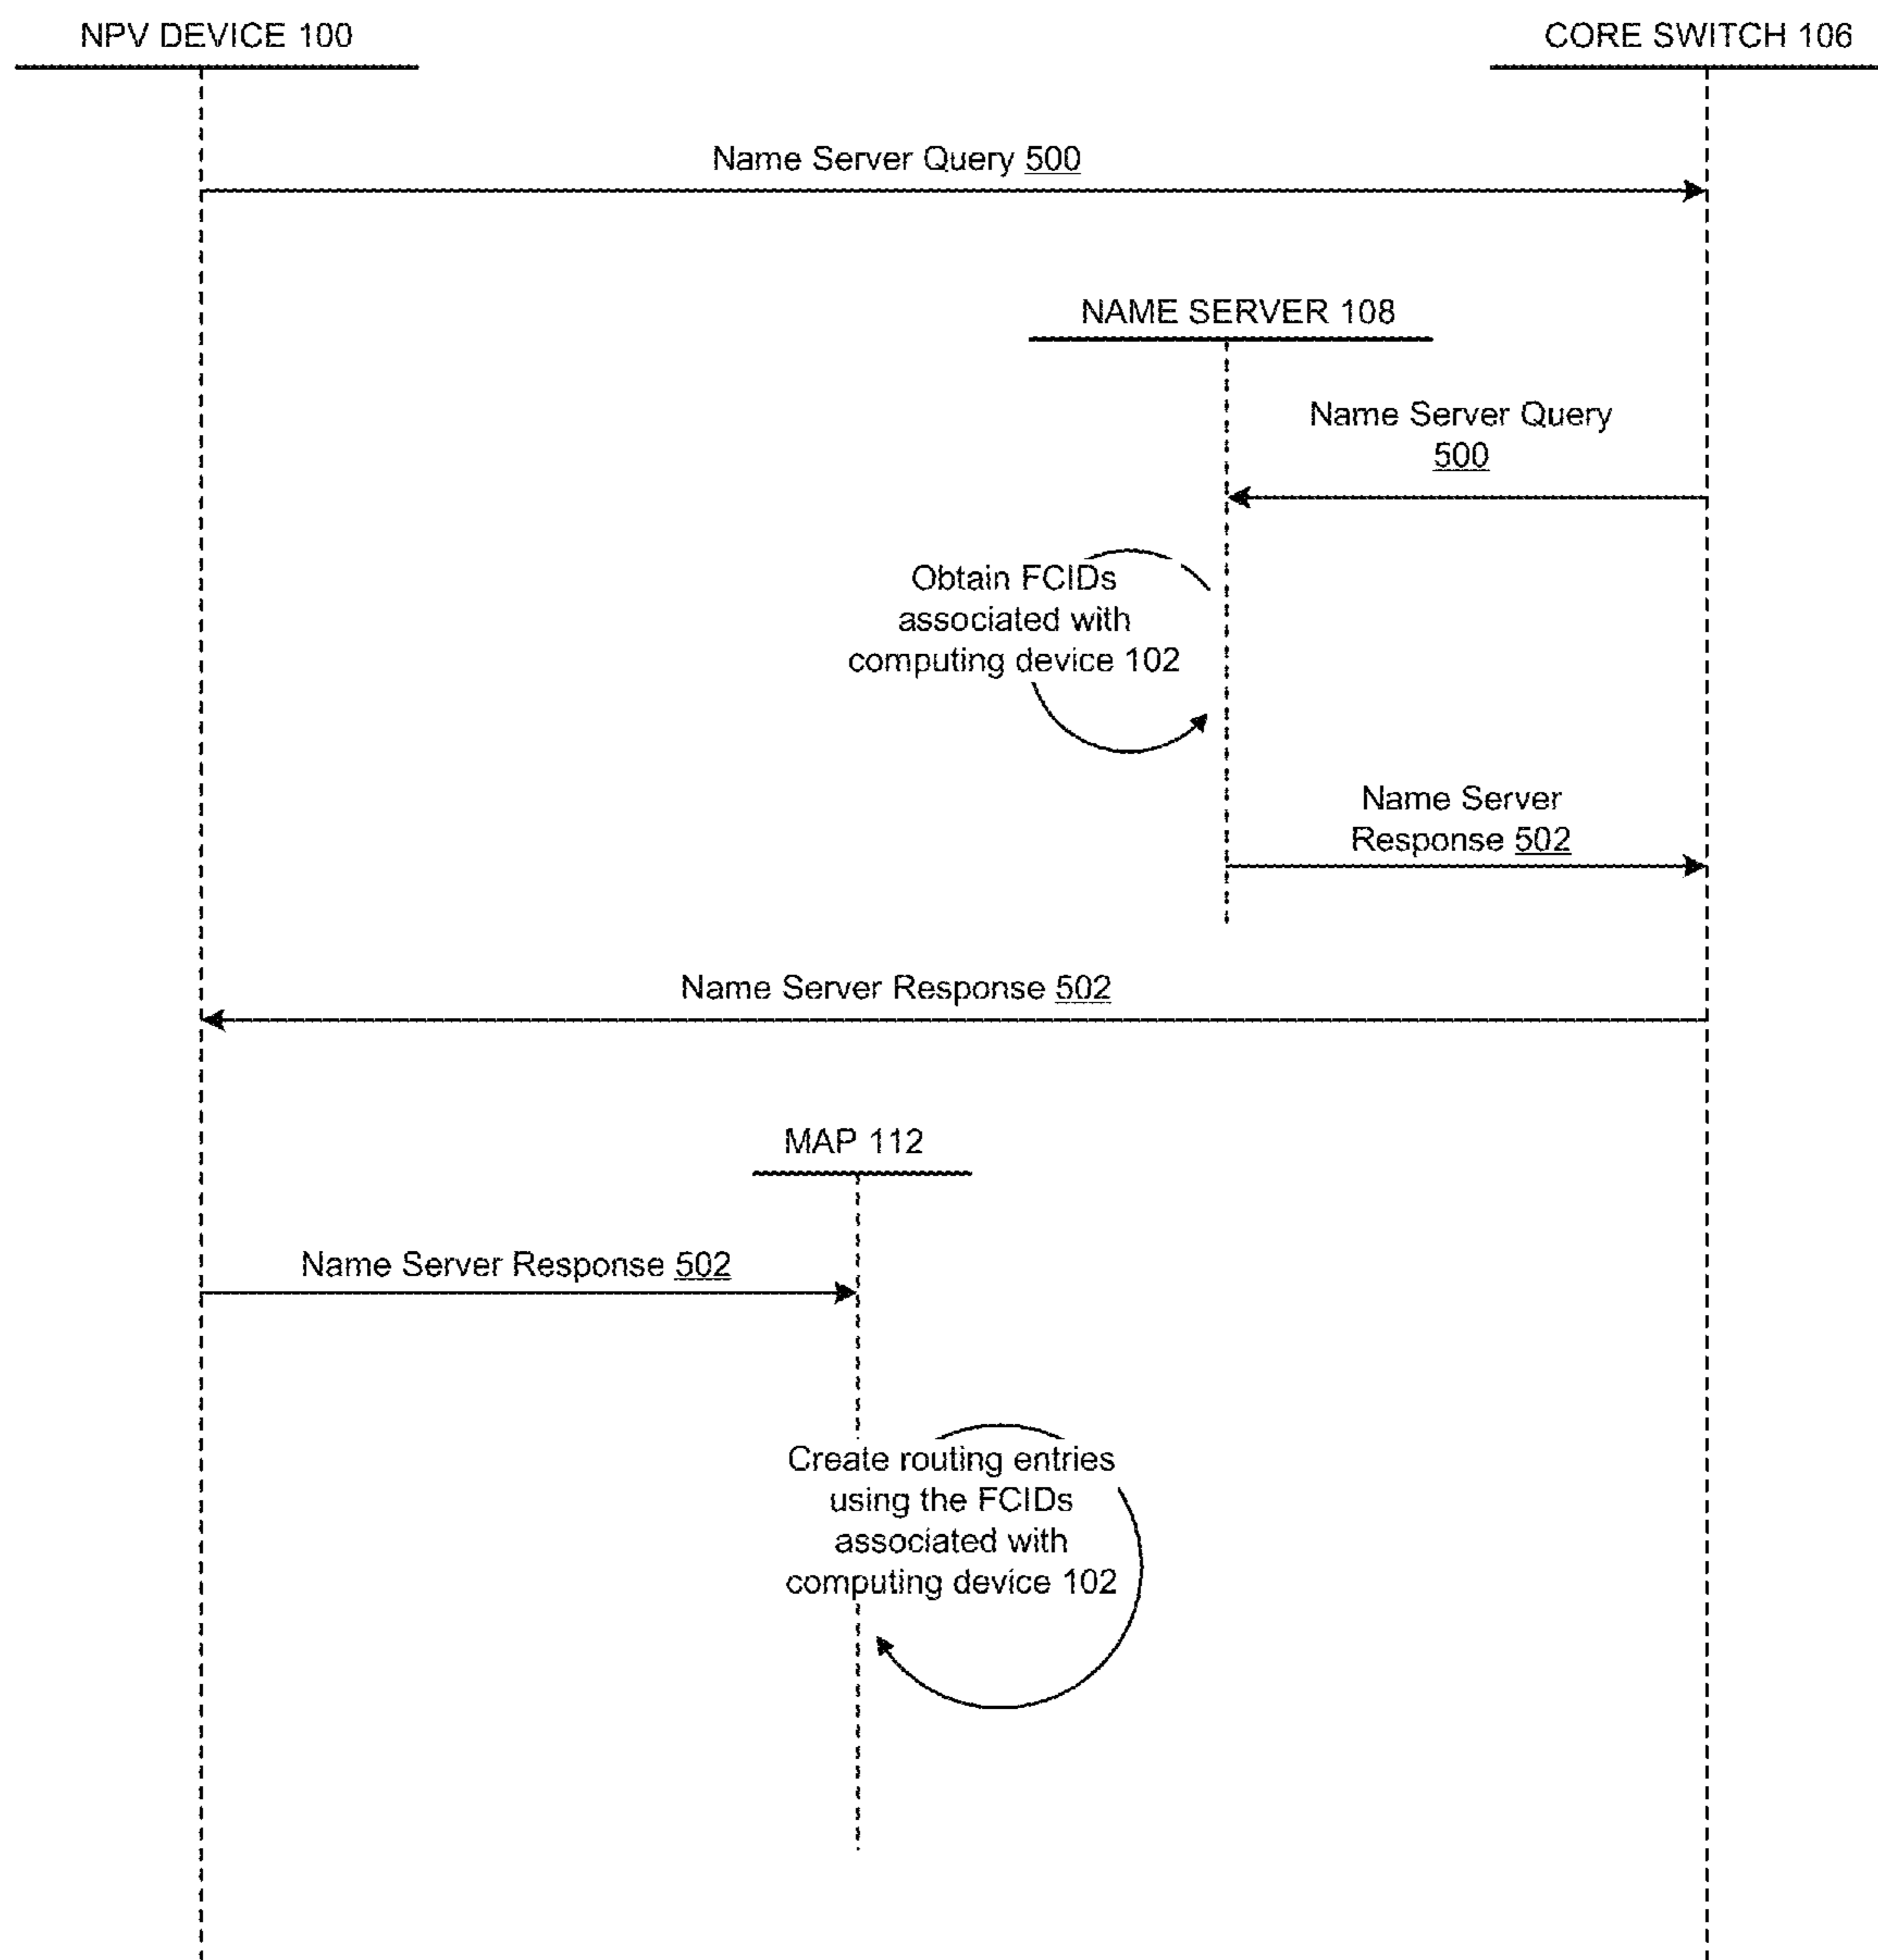 NPV DEVICE 100
CORE SWITCH 106
Name Server Query 500
NAME SERVER 108
Name Server Query
500
Obtain FCIDs
associated with
computing device 102
Name Server
Response 502
Name Server Response 502
MAP 112
Name Server Response 502
Create routing entries
using the FCIDs
associated with
computing device 102